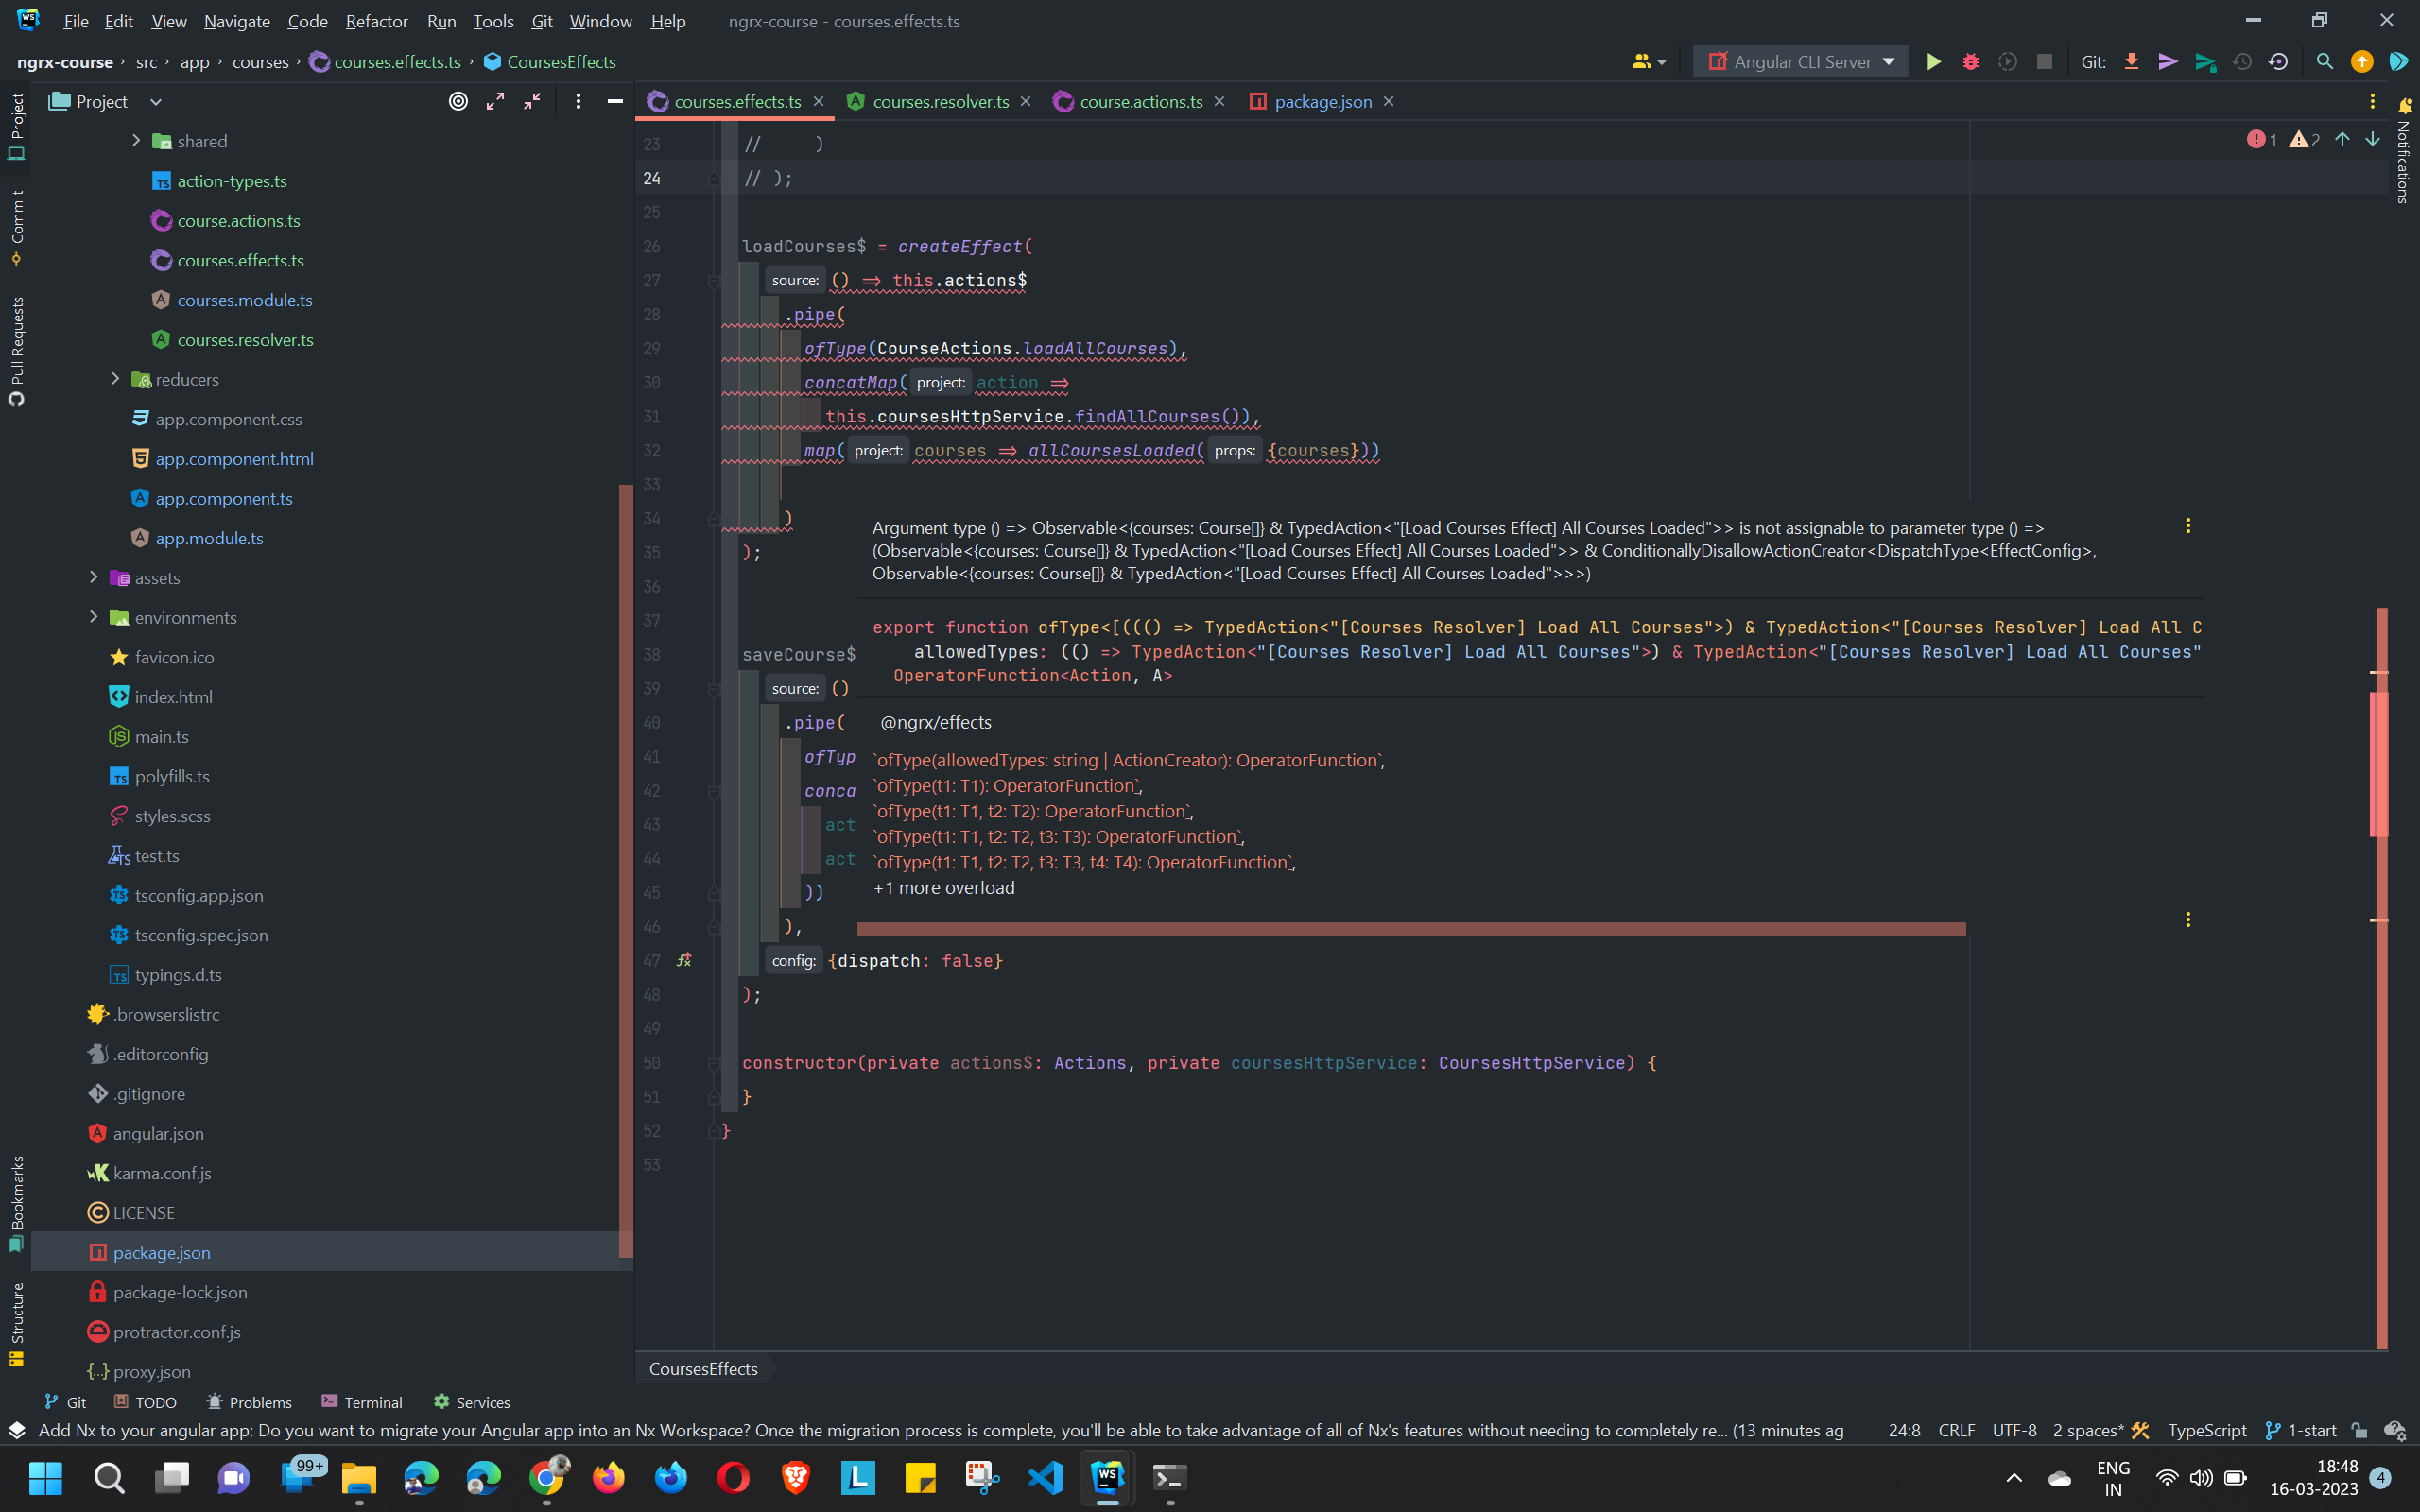 File Edit View Navigate Code Refactor Run Tools Git Window Help ngrx-course - courses.effects.ts
ngrx-course › src › app › courses › courses.effects.ts › CoursesEffects
Angular CLI Server
Git:
Project
courses.effects.ts
courses.resolver.ts
course.actions.ts
package.json
Project
Commit
Pull Requests
Bookmarks
Structure
Notifications
shared
action-types.ts
course.actions.ts
courses.effects.ts
courses.module.ts
courses.resolver.ts
reducers
app.component.css
app.component.html
app.component.ts
app.module.ts
assets
environments
favicon.ico
index.html
main.ts
polyfills.ts
styles.scss
test.ts
tsconfig.app.json
tsconfig.spec.json
typings.d.ts
.browserslistrc
.editorconfig
.gitignore
angular.json
karma.conf.js
LICENSE
package.json
package-lock.json
protractor.conf.js
proxy.json
1 2
23 // )
24 // );
25
26 loadCourses$ = createEffect(
27 source: () => this.actions$
28 .pipe(
29 ofType(CourseActions.loadAllCourses),
30 concatMap( project: action =>
31 this.coursesHttpService.findAllCourses()),
32 map( project: courses => allCoursesLoaded( props: {courses}))
33
34 )
35 );
36
37
38 saveCourse$
39 source: ()
40 .pipe(
41 ofTyp
42 conca
43 act
44 act
45 ))
46 ),
47 config: {dispatch: false}
48 );
49
50 constructor(private actions$: Actions, private coursesHttpService: CoursesHttpService) {
51 }
52 }
53
Argument type () => Observable<{courses: Course[]} & TypedAction<"[Load Courses Effect] All Courses Loaded">> is not assignable to parameter type () =>
(Observable<{courses: Course[]} & TypedAction<"[Load Courses Effect] All Courses Loaded">> & ConditionallyDisallowActionCreator<DispatchType<EffectConfig>,
Observable<{courses: Course[]} & TypedAction<"[Load Courses Effect] All Courses Loaded">>>)
export function ofType<[((() => TypedAction<"[Courses Resolver] Load All Courses">) & TypedAction<"[Courses Resolver] Load All C
allowedTypes: (() => TypedAction<"[Courses Resolver] Load All Courses">) & TypedAction<"[Courses Resolver] Load All Courses"
OperatorFunction<Action, A>
@ngrx/effects
`ofType(allowedTypes: string | ActionCreator): OperatorFunction`,
`ofType(t1: T1): OperatorFunction`,
`ofType(t1: T1, t2: T2): OperatorFunction`,
`ofType(t1: T1, t2: T2, t3: T3): OperatorFunction`,
`ofType(t1: T1, t2: T2, t3: T3, t4: T4): OperatorFunction`,
+1 more overload
CoursesEffects
Git TODO Problems Terminal Services
Add Nx to your angular app: Do you want to migrate your Angular app into an Nx Workspace? Once the migration process is complete, you'll be able to take advantage of all of Nx's features without needing to completely re... (13 minutes ag 24:8 CRLF UTF-8 2 spaces* TypeScript 1-start
99+
ENG
IN
18:48
16-03-2023
4